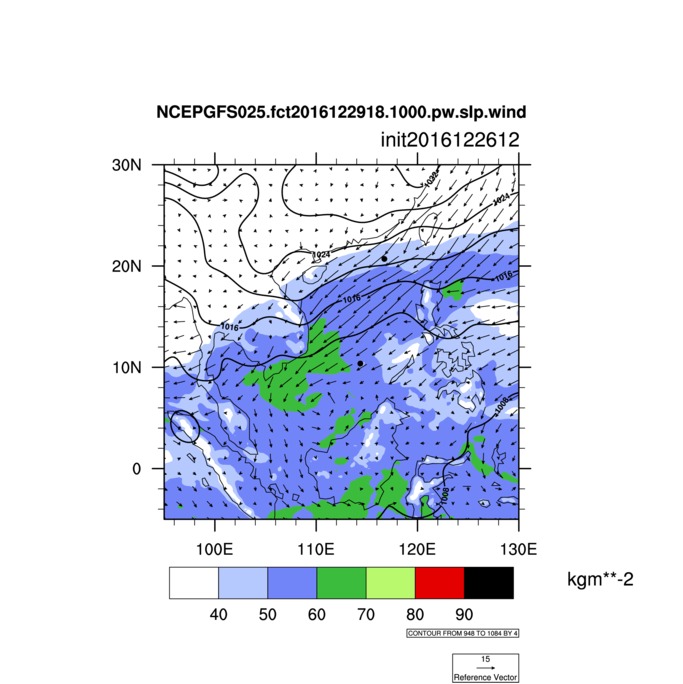 NCEPGFS025.fct2016122918.1000.pw.slp.wind
init2016122612
30N
20N
10N
0
1024
1024
1016
1016
1016
1008
1008
100E 110E 120E 130E
kgm**-2
40 50 60 70 80 90
CONTOUR FROM 948 TO 1084 BY 4
15
Reference Vector